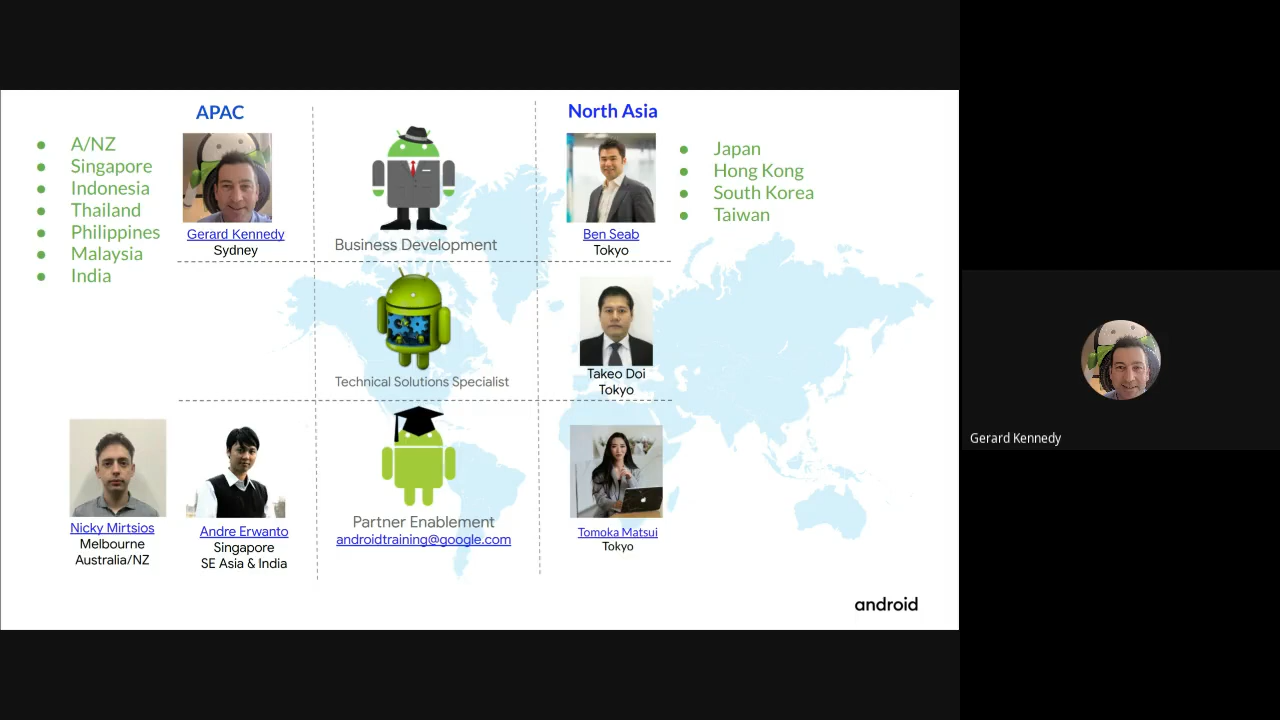 APAC
A/NZ
Singapore
Indonesia
Thailand
Philippines
Malaysia
India
Gerard Kennedy
Sydney
Business Development
North Asia
Ben Seab
Tokyo
Japan
Hong Kong
South Korea
Taiwan
Technical Solutions Specialist
Takeo Doi
Tokyo
Nicky Mirtsios
Melbourne
Australia/NZ
Andre Erwanto
Singapore
SE Asia & India
Partner Enablement
androidtraining@google.com
Tomoka Matsui
Tokyo
android
Gerard Kennedy